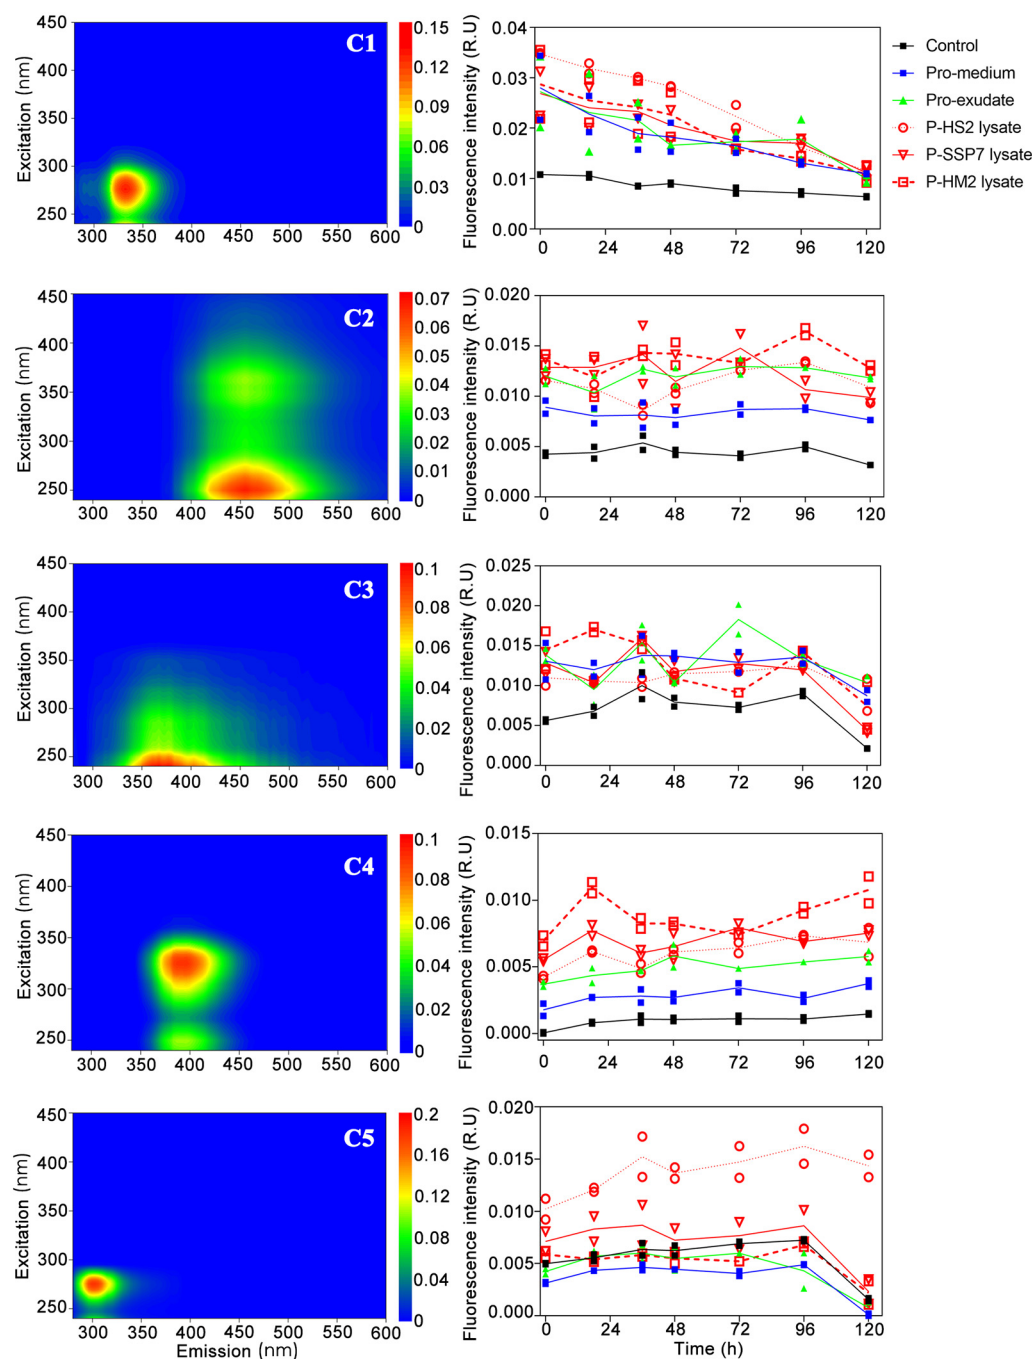 C1
Excitation (nm)
450
400
350
300
250
300 350 400 450 500 550 600
0.15
0.12
0.09
0.06
0.03
0
Fluorescence intensity (R.U)
0.04
0.03
0.02
0.01
0.00
0 24 48 72 96 120
Control
Pro-medium
Pro-exudate
P-HS2 lysate
P-SSP7 lysate
P-HM2 lysate
C2
Excitation (nm)
450
400
350
300
250
300 350 400 450 500 550 600
0.07
0.06
0.05
0.04
0.03
0.02
0.01
0
Fluorescence intensity (R.U)
0.020
0.015
0.010
0.005
0.000
0 24 48 72 96 120
C3
Excitation (nm)
450
400
350
300
250
300 350 400 450 500 550 600
0.1
0.08
0.06
0.04
0.02
0
Fluorescence intensity (R.U)
0.025
0.020
0.015
0.010
0.005
0.000
0 24 48 72 96 120
C4
Excitation (nm)
450
400
350
300
250
300 350 400 450 500 550 600
0.1
0.08
0.06
0.04
0.02
0
Fluorescence intensity (R.U)
0.015
0.010
0.005
0.000
0 24 48 72 96 120
C5
Excitation (nm)
450
400
350
300
250
300 350 400 450 500 550 600
Emission (nm)
0.2
0.16
0.12
0.08
0.04
0
Fluorescence intensity (R.U)
0.020
0.015
0.010
0.005
0.000
0 24 48 72 96 120
Time (h)